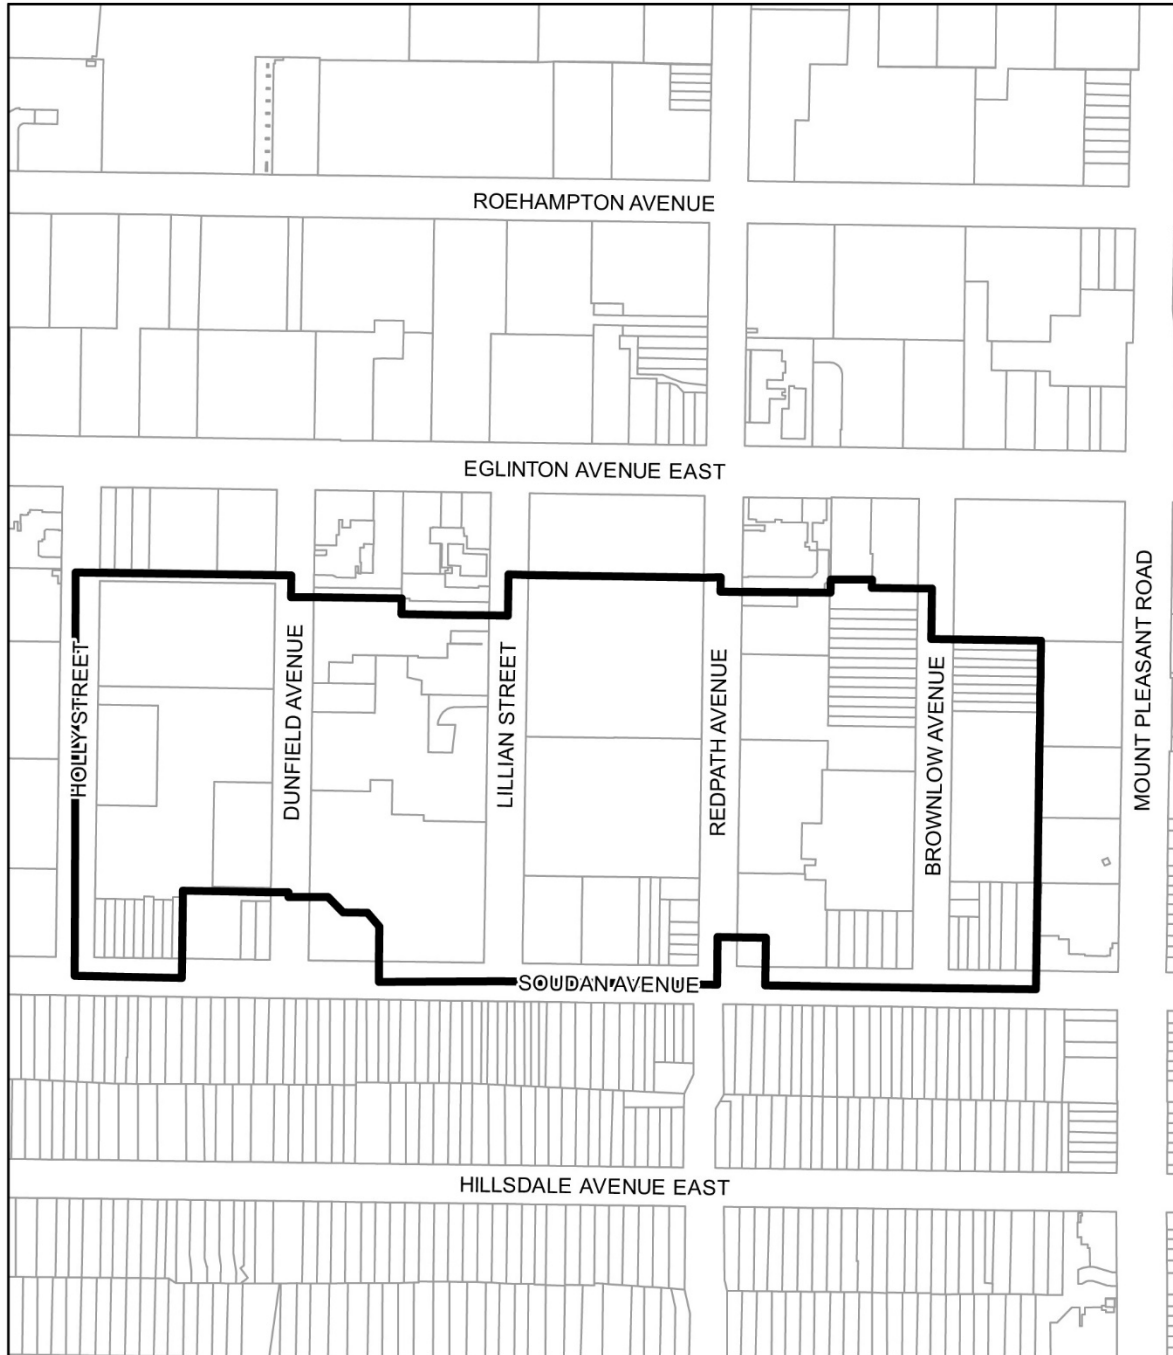 ROEHAMPTON AVENUE
EGLINTON AVENUE EAST
HOLLY STREET
DUNFIELD AVENUE
LILLIAN STREET
REDPATH AVENUE
BROWNLOW AVENUE
MOUNT PLEASANT ROAD
SOUDAN AVENUE
HILLSDALE AVENUE EAST